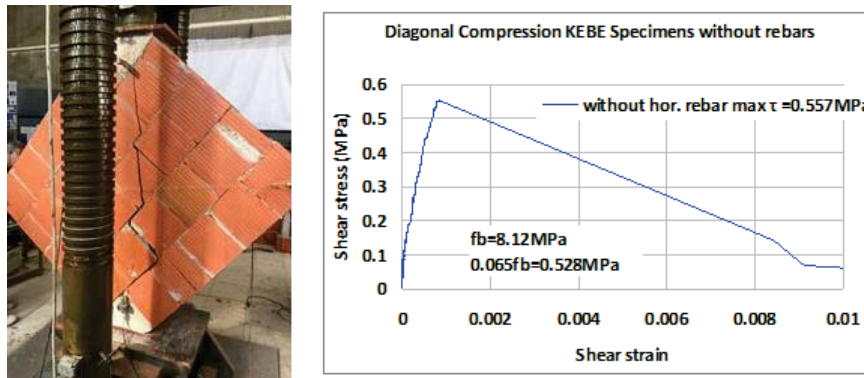 Diagonal Compression KEBE Specimens without rebars
0.6
0.5
0.4
0.3
0.2
0.1
0
Shear stress (MPa)
without hor. rebar max τ =0.557MPa
fb=8.12MPa
0.065fb=0.528MPa
0 0.002 0.004 0.006 0.008 0.01
Shear strain